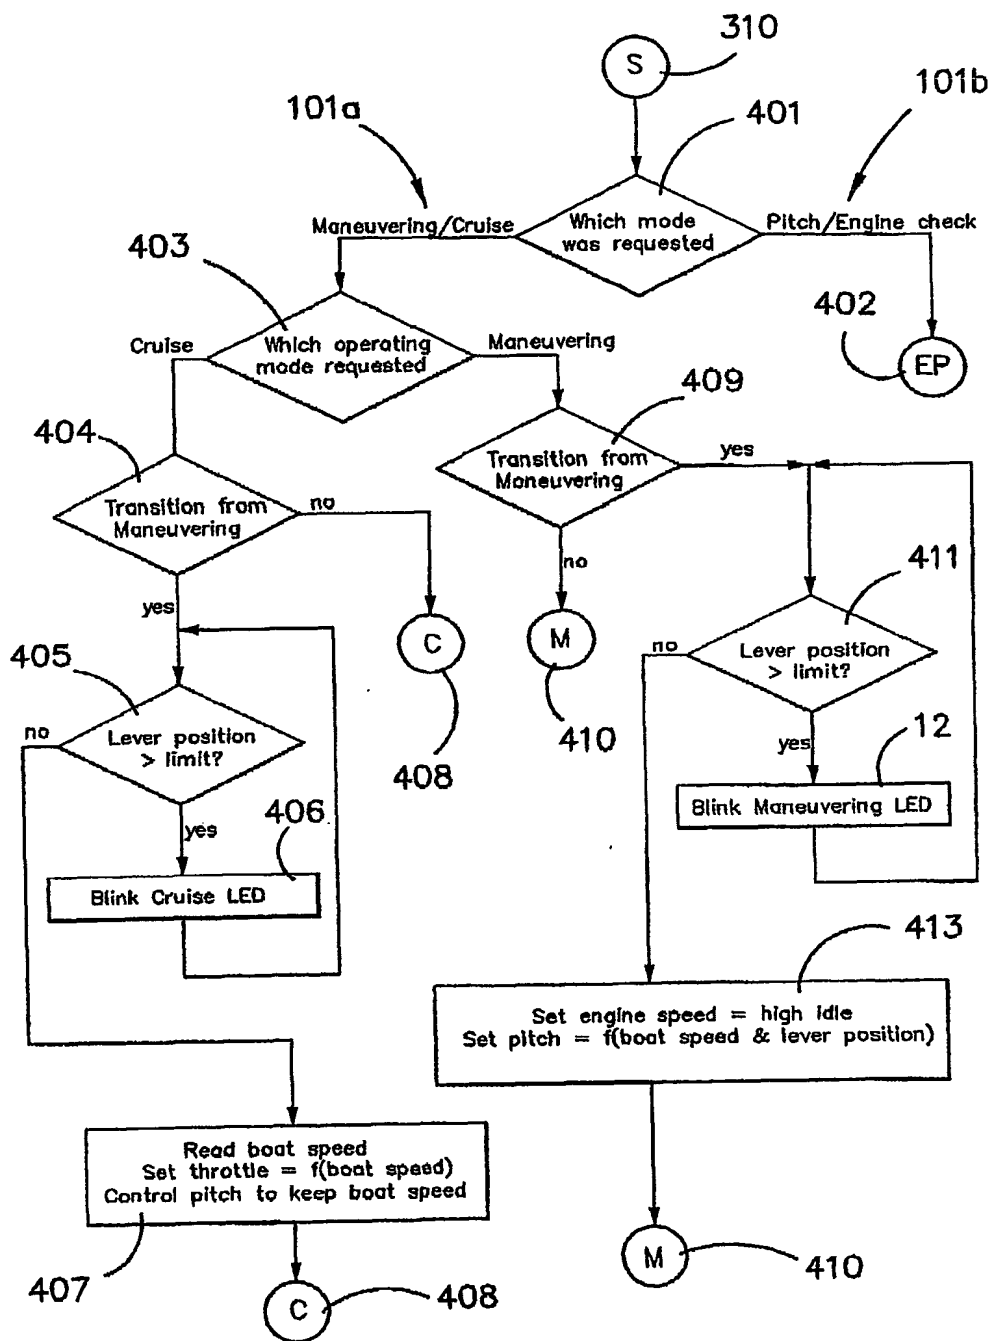 310
S
101a
401
101b
Maneuvering/Cruise
Which mode
was requested
Pitch/Engine check
403
402
EP
Cruise
Which operating
mode requested
Maneuvering
409
404
Transition from
Moneuvering
yes
Transition from
Maneuvering
no
no
411
yes
C
M
no
Lever position
> limit?
405
no
Lever position
> limit?
408
410
12
yes
Blink Maneuvering LED
406
yes
Blink Cruise LED
413
Set engine speed = high idle
Set pitch = f(boat speed & lever position)
Read boat speed
Set throttle = f(boat speed)
Control pitch to keep boat speed
407
C
408
M
410